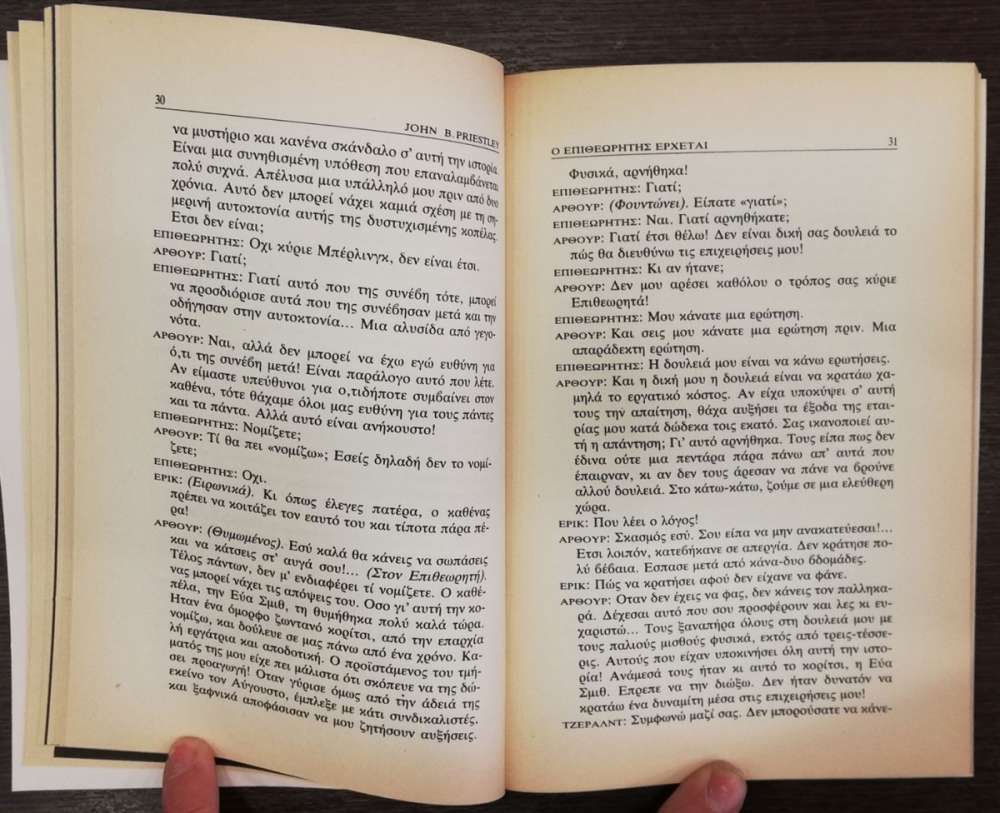 30
JOHN B. PRIESTLEY
να μυστήριο και κανένα σκάνδαλο σ' αυτή την ιστορία.
Είναι μια συνηθισμένη υπόθεση που επαναλαμβάνεται
πολύ συχνά. Απέλυσα μια υπάλληλό μου πριν από δυο
χρόνια. Αυτό δεν μπορεί νάχει καμιά σχέση με τη ση-
μερινή αυτοκτονία αυτής της δυστυχισμένης κοπέλας.
Ετσι δεν είναι;
ΕΠΙΘΕΩΡΗΤΗΣ: Οχι κύριε Μπέρλινγκ, δεν είναι έτσι.
ΑΡΘΟΥΡ: Γιατί;
ΕΠΙΘΕΩΡΗΤΗΣ: Γιατί αυτό που της συνέβη τότε, μπορεί
να προσδιόρισε αυτά που της συνέβησαν μετά και την
οδήγησαν στην αυτοκτονία... Μια αλυσίδα από γεγο-
νότα.
ΑΡΘΟΥΡ: Ναι, αλλά δεν μπορεί να έχω εγώ ευθύνη για
ό,τι της συνέβη μετά! Είναι παράλογο αυτό που λέτε.
Αν είμαστε υπεύθυνοι για ο,τιδήποτε συμβαίνει στον
καθένα, τότε θάχαμε όλοι μας ευθύνη για τους πάντες
και τα πάντα. Αλλά αυτό είναι ανήκουστο!
ΕΠΙΘΕΩΡΗΤΗΣ: Νομίζετε;
ΑΡΘΟΥΡ: Τί θα πει «νομίζω»; Εσείς δηλαδή δεν το νομί-
ζετε;
ΕΠΙΘΕΩΡΗΤΗΣ: Οχι.
ΕΡΙΚ: (Ειρωνικά). Κι όπως έλεγες πατέρα, ο καθένας
πρέπει να κοιτάζει τον εαυτό του και τίποτα πάρα πέ-
ρα!
ΑΡΘΟΥΡ: (Θυμωμένος). Εσύ καλά θα κάνεις να σωπάσεις
και να κάτσεις στ' αυγά σου!... (Στον Επιθεωρητή).
Τέλος πάντων, δεν μ' ενδιαφέρει τί νομίζετε. Ο καθέ-
νας μπορεί νάχει τις απόψεις του. Οσο γι' αυτή την κο-
πέλα, την Εύα Σμιθ, τη θυμήθηκα πολύ καλά τώρα.
Ηταν ένα όμορφο ζωντανό κορίτσι, από την επαρχία
νομίζω, και δούλευε σε μας πάνω από ένα χρόνο. Κα-
λή εργάτρια και αποδοτική. Ο προϊστάμενος του τμή-
ματός της μου είχε πει μάλιστα ότι σκόπευε να της δώ-
σει προαγωγή! Οταν γύρισε όμως από την άδειά της
εκείνο τον Αύγουστο, έμπλεξε με κάτι συνδικαλιστές.
και ξαφνικά αποφάσισαν να μου ζητήσουν αυξήσεις.
Ο ΕΠΙΘΕΩΡΗΤΗΣ ΕΡΧΕΤΑΙ
31
Φυσικά, αρνήθηκα!
ΕΠΙΘΕΩΡΗΤΗΣ: Γιατί;
ΑΡΘΟΥΡ: (Φουντώνει). Είπατε «γιατί»;
ΕΠΙΘΕΩΡΗΤΗΣ: Ναι. Γιατί αρνηθήκατε;
ΑΡΘΟΥΡ: Γιατί έτσι θέλω! Δεν είναι δική σας δουλειά το
πώς θα διευθύνω τις επιχειρήσεις μου!
ΕΠΙΘΕΩΡΗΤΗΣ: Κι αν ήτανε;
ΑΡΘΟΥΡ: Δεν μου αρέσει καθόλου ο τρόπος σας κύριε
Επιθεωρητά!
ΕΠΙΘΕΩΡΗΤΗΣ: Μου κάνατε μια ερώτηση.
ΑΡΘΟΥΡ: Και σεις μου κάνατε μια ερώτηση πριν. Μια
απαράδεκτη ερώτηση.
ΕΠΙΘΕΩΡΗΤΗΣ: Η δουλειά μου είναι να κάνω ερωτήσεις.
ΑΡΘΟΥΡ: Και η δική μου η δουλειά είναι να κρατάω χα-
μηλά το εργατικό κόστος. Αν είχα υποκύψει σ' αυτή
τους την απαίτηση, θάχα αυξήσει τα έξοδα της εται-
ρίας μου κατά δώδεκα τοις εκατό. Σας ικανοποιεί αυ-
τή η απάντηση; Γι' αυτό αρνήθηκα. Τους είπα πως δεν
έδινα ούτε μια πεντάρα πάρα πάνω απ' αυτά που
έπαιρναν, κι αν δεν τους άρεσαν να πάνε να βρούνε
αλλού δουλειά. Στο κάτω-κάτω, ζούμε σε μια ελεύθερη
χώρα.
ΕΡΙΚ: Που λέει ο λόγος!
ΑΡΘΟΥΡ: Σκασμός εσύ. Σου είπα να μην ανακατεύεσαι!...
Ετσι λοιπόν, κατεβήκανε σε απεργία. Δεν κράτησε πο-
λύ βέβαια. Εσπασε μετά από κάνα-δυο βδομάδες.
ΕΡΙΚ: Πώς να κρατήσει αφού δεν είχανε να φάνε.
ΑΡΘΟΥΡ: Οταν δεν έχεις να φας, δεν κάνεις τον παλληκα-
ρά. Δέχεσαι αυτό που σου προσφέρουν και λες κι ευ-
χαριστώ... Τους ξαναπήρα όλους στη δουλειά μου με
τους παλιούς μισθούς φυσικά, εκτός από τρεις-τέσσε-
ρις. Αυτούς που είχαν υποκινήσει όλη αυτή την ιστο-
ρία! Ανάμεσά τους ήταν κι αυτό το κορίτσι, η Εύα
Σμιθ. Επρεπε να την διώξω. Δεν ήταν δυνατόν να
κρατάω ένα δυναμίτη μέσα στις επιχειρήσεις μου!
ΤΖΕΡΑΛΝΤ: Συμφωνώ μαζί σας. Δεν μπορούσατε να κάνε-